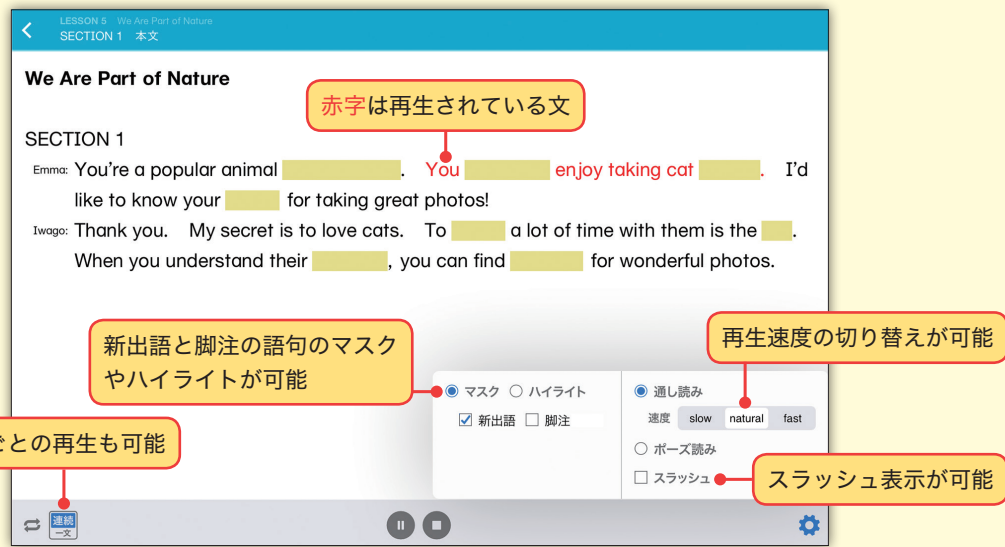 LESSON 5 We Are Part of Nature
SECTION 1 本文
We Are Part of Nature
赤字は再生されている文
SECTION 1
Emma: You're a popular animal . You enjoy taking cat . I'd
like to know your for taking great photos!
Iwago: Thank you. My secret is to love cats. To a lot of time with them is the .
When you understand their , you can find for wonderful photos.
新出語と脚注の語句のマスク
やハイライトが可能
再生速度の切り替えが可能
マスク ハイライト
新出語 脚注
通し読み
速度 slow natural fast
ポーズ読み
スラッシュ
スラッシュ表示が可能
ごとの再生も可能
連続
一文